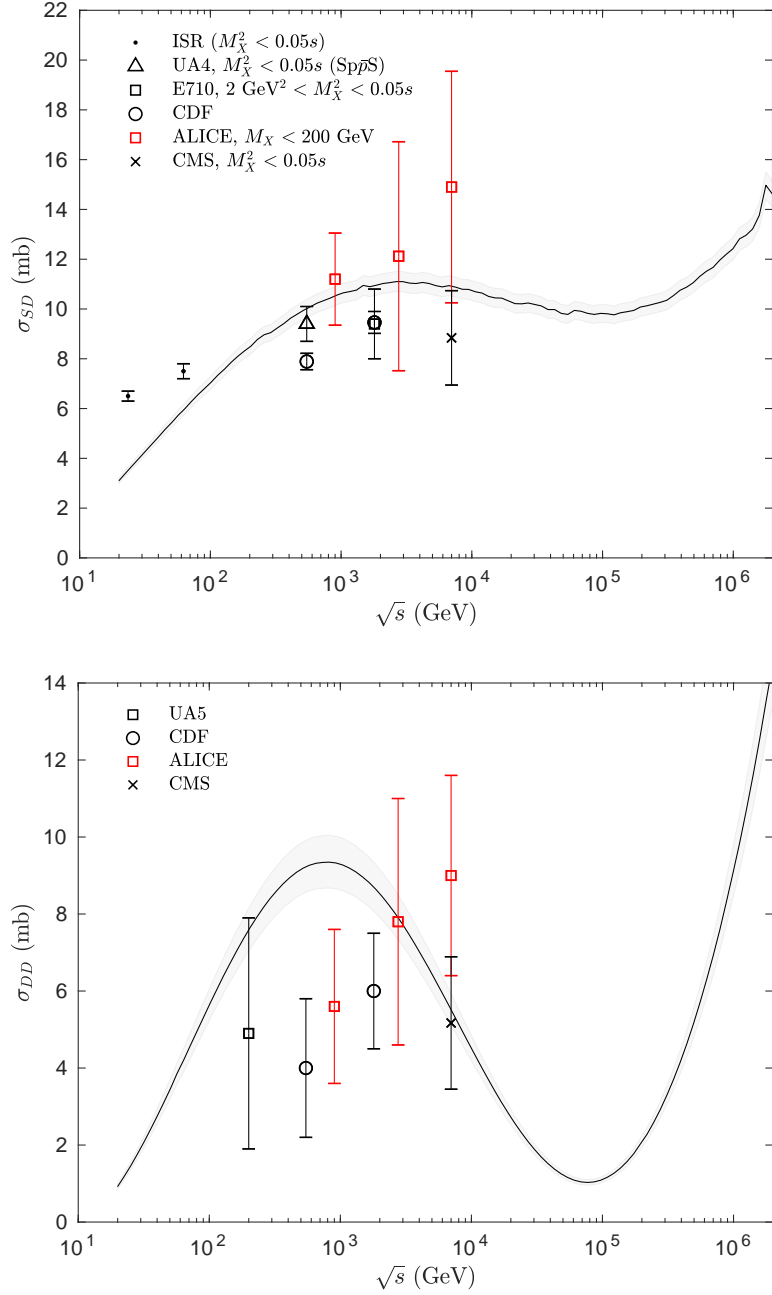 22
20
18
16
14
12
10
8
6
4
2
0
σ_SD (mb)
ISR (M_X^2 < 0.05s)
UA4, M_X^2 < 0.05s (Spp̄S)
E710, 2 GeV^2 < M_X^2 < 0.05s
CDF
ALICE, M_X < 200 GeV
CMS, M_X^2 < 0.05s
10^1 10^2 10^3 10^4 10^5 10^6
√s (GeV)
14
12
10
8
6
4
2
0
σ_DD (mb)
UA5
CDF
ALICE
CMS
10^1 10^2 10^3 10^4 10^5 10^6
√s (GeV)